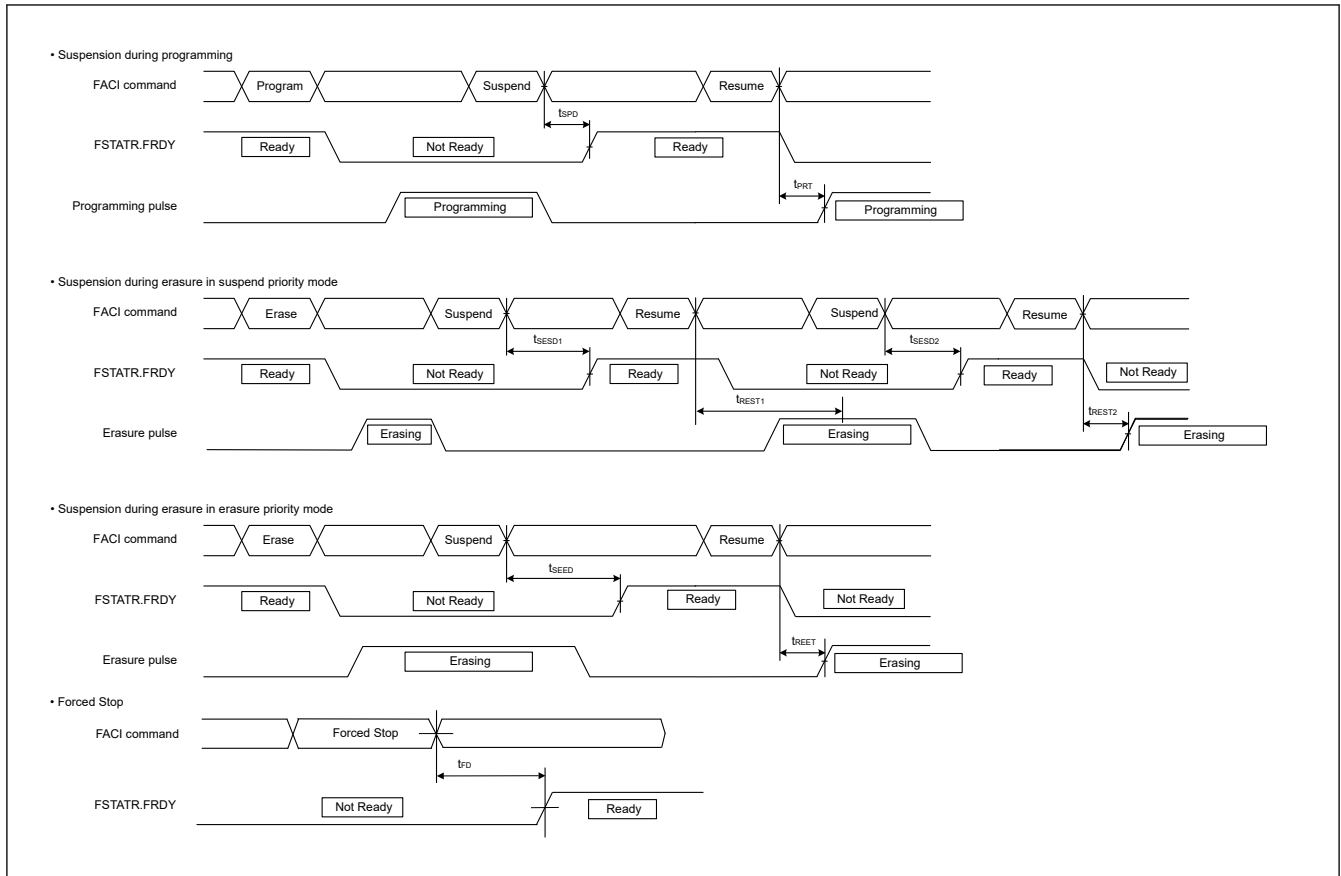 • Suspension during programming
FACI command
Program
Suspend
Resume
tSPD
FSTATR.FRDY
Ready
Not Ready
Ready
tPRT
Programming pulse
Programming
Programming
• Suspension during erasure in suspend priority mode
FACI command
Erase
Suspend
Resume
Suspend
Resume
tSESD1
tSESD2
FSTATR.FRDY
Ready
Not Ready
Ready
Not Ready
Ready
Not Ready
tREST1
tREST2
Erasure pulse
Erasing
Erasing
Erasing
• Suspension during erasure in erasure priority mode
FACI command
Erase
Suspend
Resume
tSEED
FSTATR.FRDY
Ready
Not Ready
Ready
Not Ready
tREET
Erasure pulse
Erasing
Erasing
• Forced Stop
FACI command
Forced Stop
tFD
FSTATR.FRDY
Not Ready
Ready